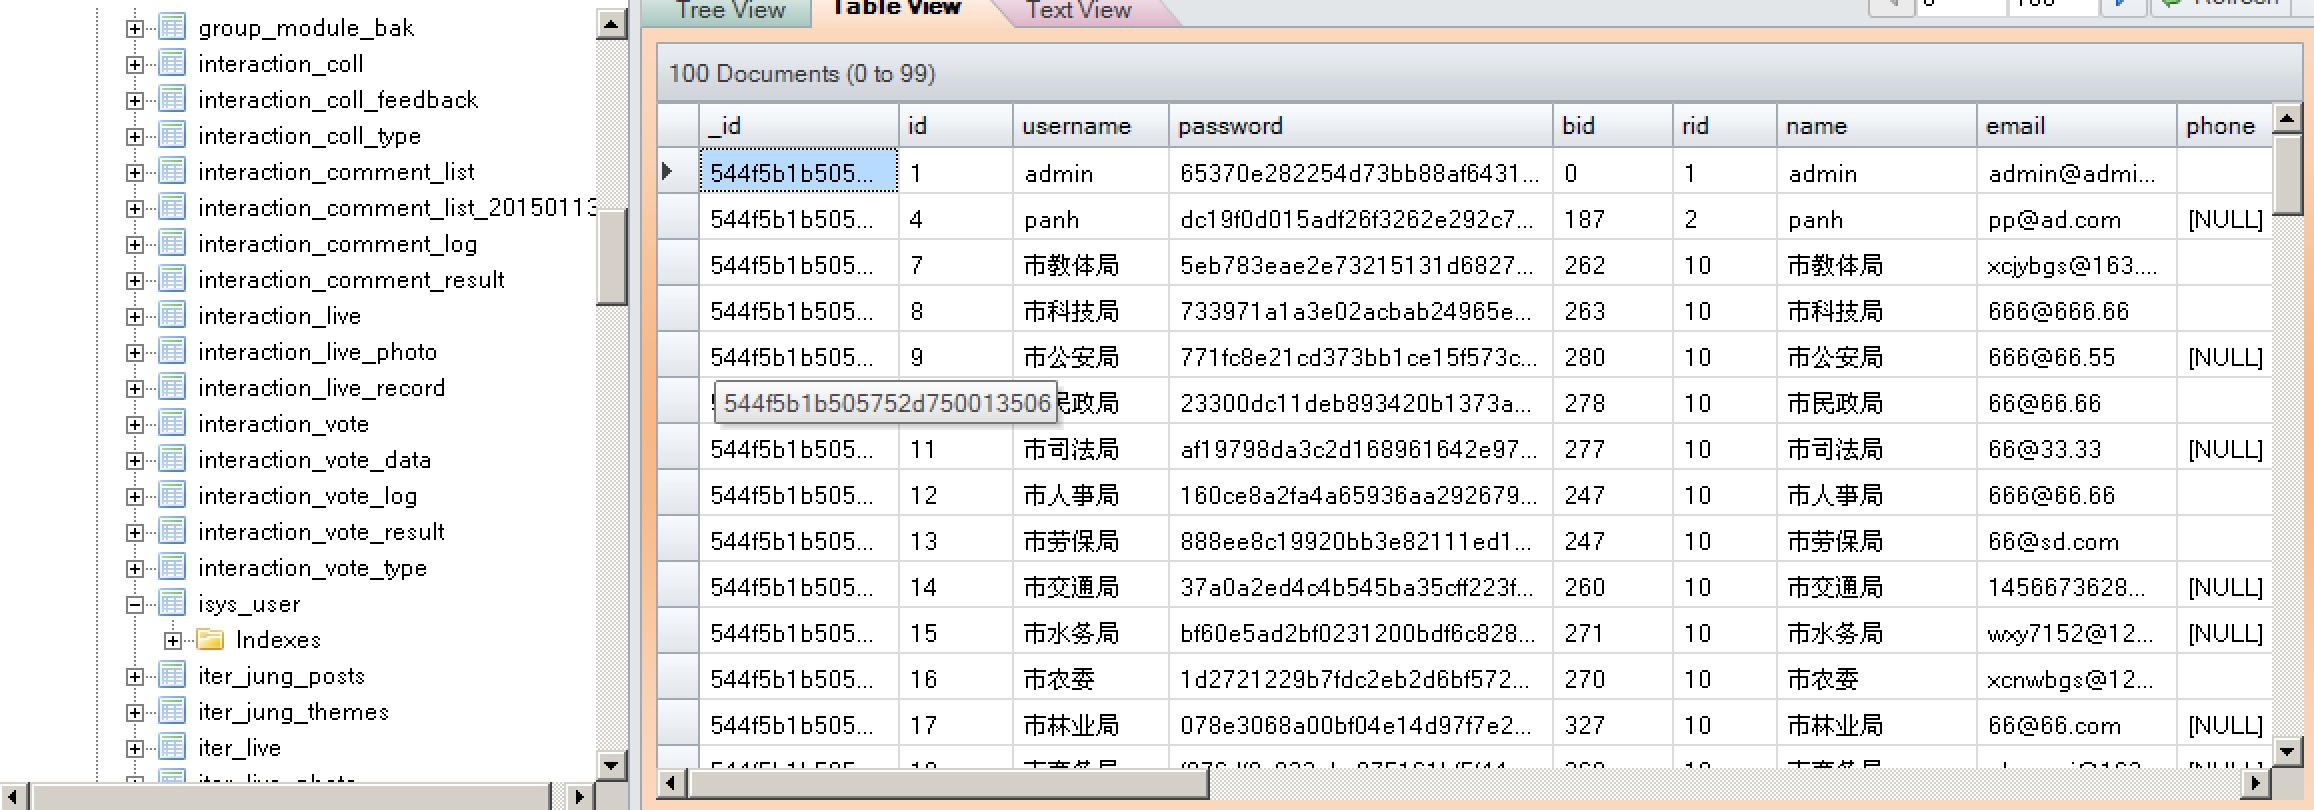 group_module_bak
interaction_coll
interaction_coll_feedback
interaction_coll_type
interaction_comment_list
interaction_comment_list_20150113
interaction_comment_log
interaction_comment_result
interaction_live
interaction_live_photo
interaction_live_record
interaction_vote
interaction_vote_data
interaction_vote_log
interaction_vote_result
interaction_vote_type
isys_user
Indexes
iter_jung_posts
iter_jung_themes
iter_live
Tree View Table View Text View Refresh
100 Documents (0 to 99)
_id id username password bid rid name email phone
544f5b1b505... 1 admin 65370e282254d73bb88af6431... 0 1 admin admin@admi...
544f5b1b505... 4 panh dc19f0d015adf26f3262e292c7... 187 2 panh pp@ad.com [NULL]
544f5b1b505... 7 市教体局 5eb783eae2e73215131d6827... 262 10 市教体局 xcjybgs@163....
544f5b1b505... 8 市科技局 733971a1a3e02acbab24965e... 263 10 市科技局 666@666.66
544f5b1b505... 9 市公安局 771fc8e21cd373bb1ce15f573c... 280 10 市公安局 666@66.55 [NULL]
544f5b1b505752d750013506 民政局 23300dc11deb893420b1373a... 278 10 市民政局 66@66.66
544f5b1b505... 11 市司法局 af19798da3c2d168961642e97... 277 10 市司法局 66@33.33 [NULL]
544f5b1b505... 12 市人事局 160ce8a2fa4a65936aa292679... 247 10 市人事局 666@66.66
544f5b1b505... 13 市劳保局 888ee8c19920bb3e82111ed1... 247 10 市劳保局 66@sd.com
544f5b1b505... 14 市交通局 37a0a2ed4c4b545ba35cff223f... 260 10 市交通局 1456673628... [NULL]
544f5b1b505... 15 市水务局 bf60e5ad2bf0231200bdf6c828... 271 10 市水务局 wxy7152@12... [NULL]
544f5b1b505... 16 市农委 1d2721229b7fdc2eb2d6bf572... 270 10 市农委 xcnwbgs@12...
544f5b1b505... 17 市林业局 078e3068a00bf04e14d97f7e2... 327 10 市林业局 66@66.com [NULL]